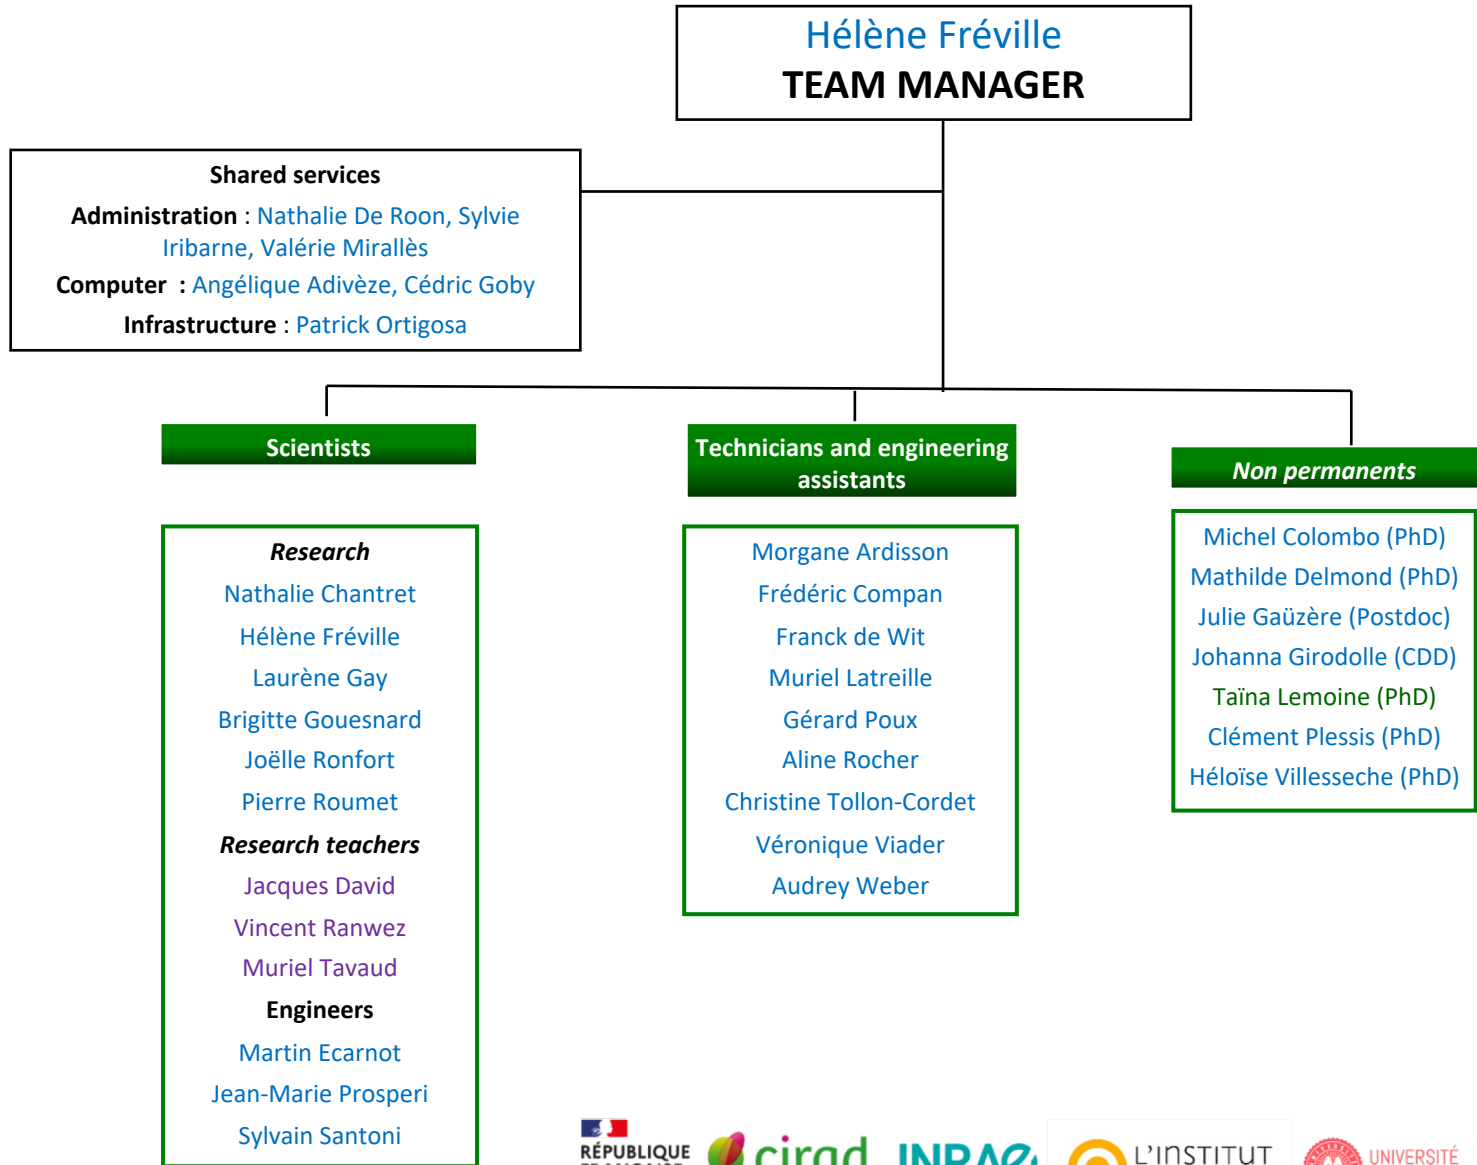 Hélène Fréville
TEAM MANAGER
Shared services
Administration : Nathalie De Roon, Sylvie
Iribarne, Valérie Mirallès
Computer : Angélique Adivèze, Cédric Goby
Infrastructure : Patrick Ortigosa
Scientists
Research
Nathalie Chantret
Hélène Fréville
Laurène Gay
Brigitte Gouesnard
Joëlle Ronfort
Pierre Roumet
Research teachers
Jacques David
Vincent Ranwez
Muriel Tavaud
Engineers
Martin Ecarnot
Jean-Marie Prosperi
Sylvain Santoni
Technicians and engineering
assistants
Morgane Ardisson
Frédéric Compan
Franck de Wit
Muriel Latreille
Gérard Poux
Aline Rocher
Christine Tollon-Cordet
Véronique Viader
Audrey Weber
Non permanents
Michel Colombo (PhD)
Mathilde Delmond (PhD)
Julie Gaüzère (Postdoc)
Johanna Girodolle (CDD)
Taïna Lemoine (PhD)
Clément Plessis (PhD)
Héloïse Villesseche (PhD)
RÉPUBLIQUE
FRANÇAISE
cirad
INRAE
L'INSTITUT
UNIVERSITÉ